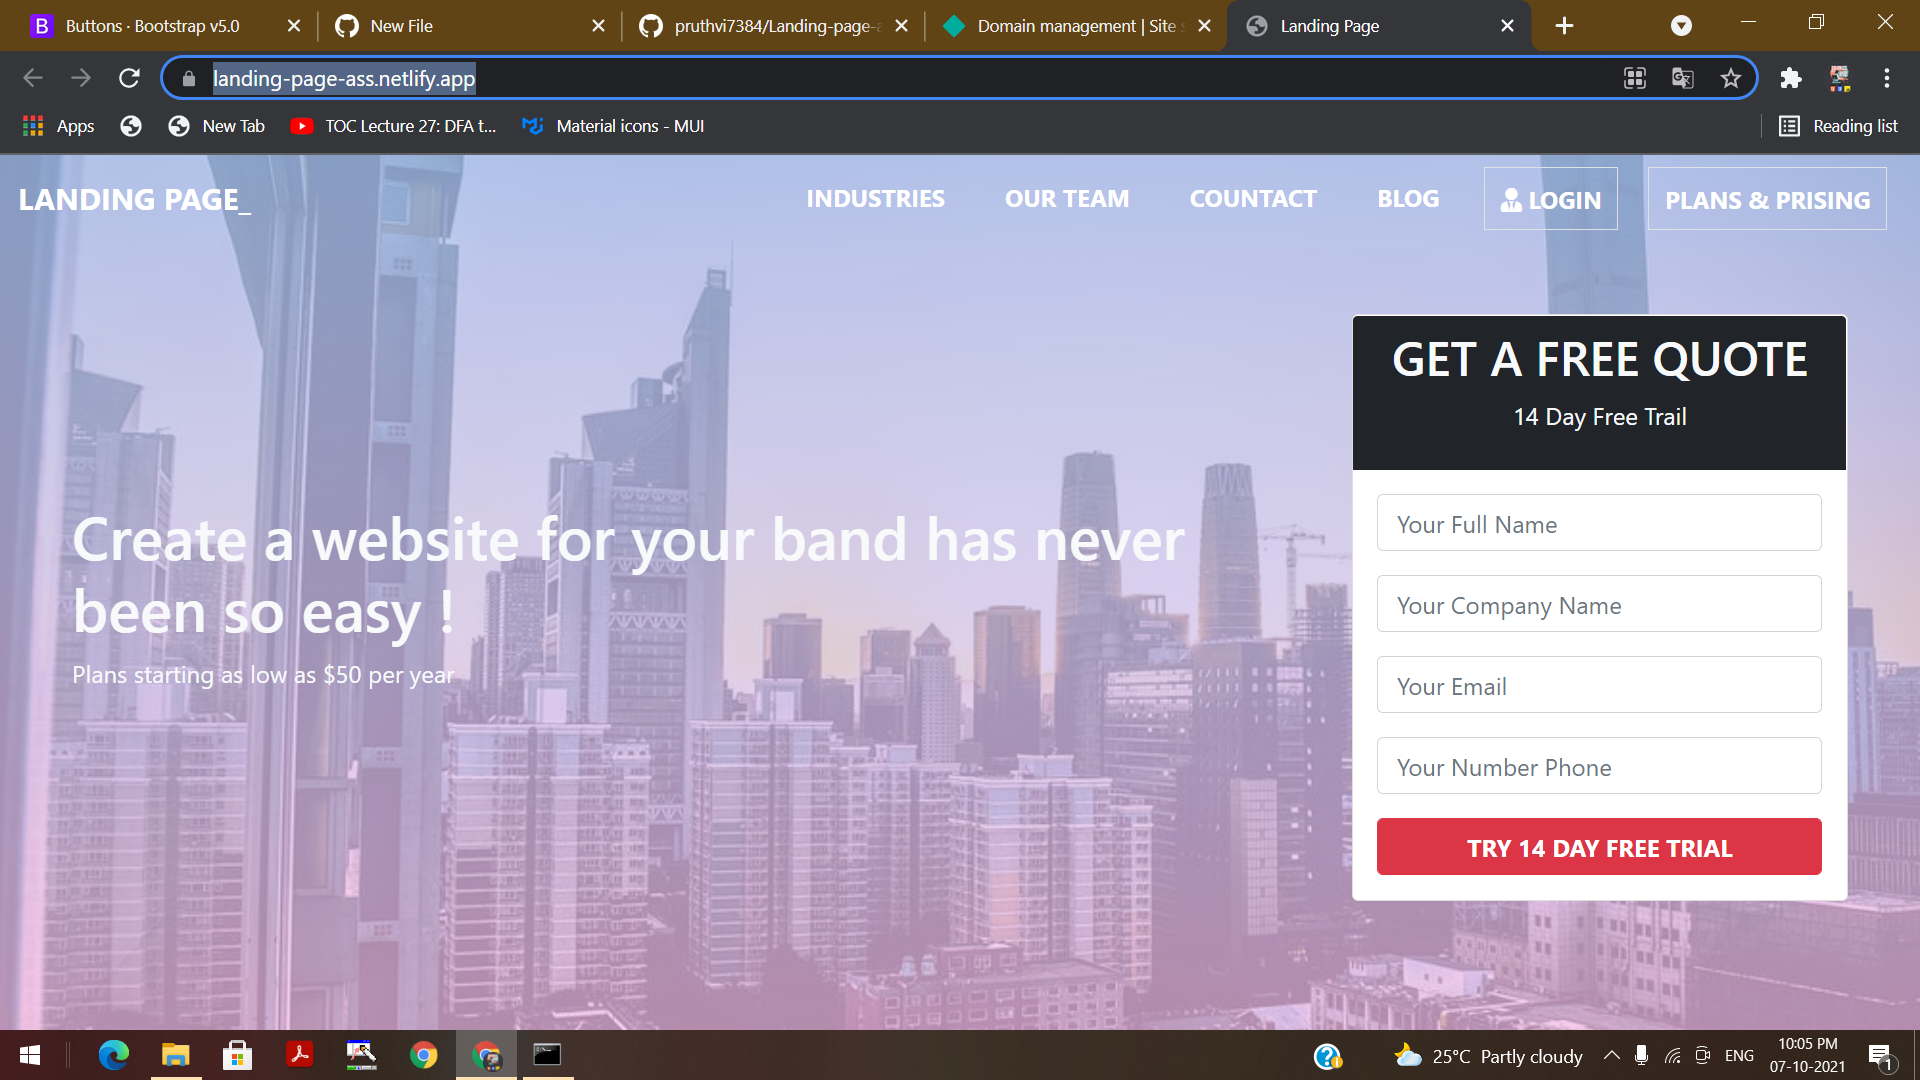 Buttons · Bootstrap v5.0
New File
pruthvi7384/Landing-page-a
Domain management | Site s
Landing Page
landing-page-ass.netlify.app
Apps
New Tab
TOC Lecture 27: DFA t...
Material icons - MUI
Reading list
LANDING PAGE_
INDUSTRIES
OUR TEAM
COUNTACT
BLOG
LOGIN
PLANS & PRISING
GET A FREE QUOTE
14 Day Free Trail
Create a website for your band has never
been so easy !
Plans starting as low as $50 per year
Your Full Name
Your Company Name
Your Email
Your Number Phone
TRY 14 DAY FREE TRIAL
25°C Partly cloudy
ENG
10:05 PM
07-10-2021
1